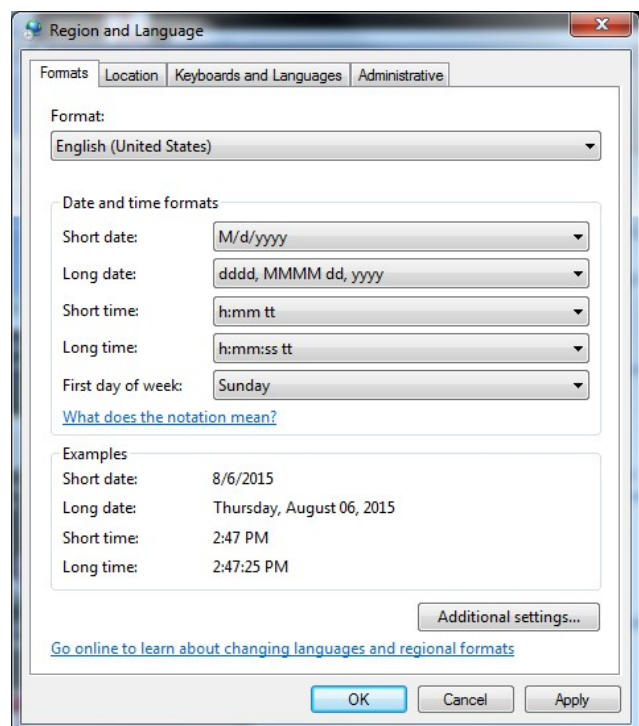 Region and Language
Formats Location Keyboards and Languages Administrative
Format:
English (United States)
Date and time formats
Short date: M/d/yyyy
Long date: dddd, MMMM dd, yyyy
Short time: h:mm tt
Long time: h:mm:ss tt
First day of week: Sunday
What does the notation mean?
Examples
Short date: 8/6/2015
Long date: Thursday, August 06, 2015
Short time: 2:47 PM
Long time: 2:47:25 PM
Additional settings...
Go online to learn about changing languages and regional formats
OK Cancel Apply